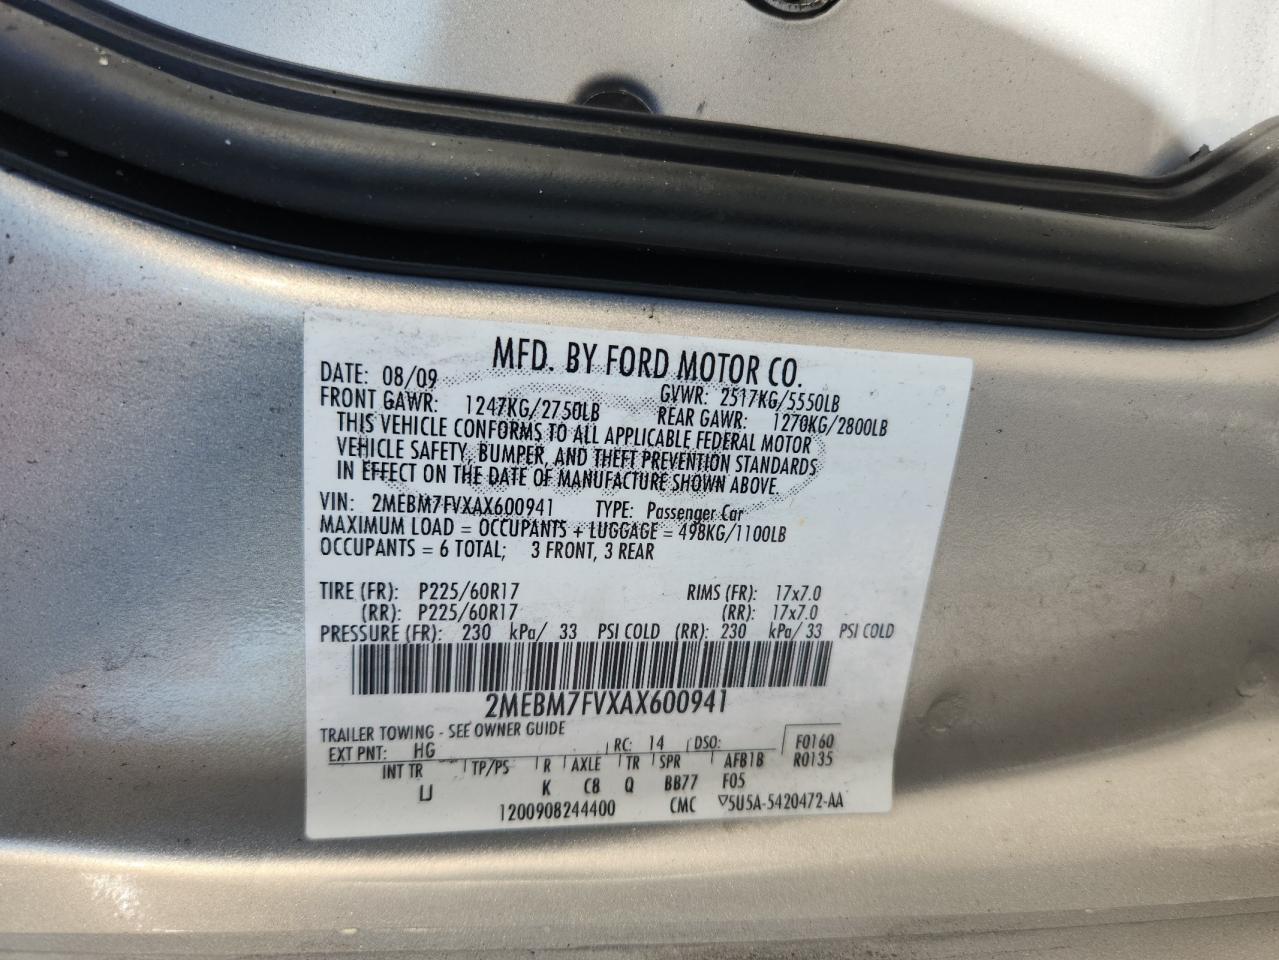 MFD. BY FORD MOTOR CO.
DATE: 08/09 GVWR: 2517KG/5550LB
FRONT GAWR: 1247KG/2750LB REAR GAWR: 1270KG/2800LB
THIS VEHICLE CONFORMS TO ALL APPLICABLE FEDERAL MOTOR
VEHICLE SAFETY, BUMPER, AND THEFT PREVENTION STANDARDS
IN EFFECT ON THE DATE OF MANUFACTURE SHOWN ABOVE.
VIN: 2MEBM7FVXAX600941 TYPE: Passenger Car
MAXIMUM LOAD = OCCUPANTS + LUGGAGE = 498KG/1100LB
OCCUPANTS = 6 TOTAL; 3 FRONT, 3 REAR
TIRE (FR): P225/60R17 RIMS (FR): 17x7.0
(RR): P225/60R17 (RR): 17x7.0
PRESSURE (FR): 230 kPa/ 33 PSI COLD (RR): 230 kPa/ 33 PSI COLD
2MEBM7FVXAX600941
TRAILER TOWING - SEE OWNER GUIDE
EXT PNT: HG RC: 14 DSO: F0160
INT TR TP/PS R AXLE TR SPR AFB1B R0135
LJ K C8 Q BB77 F05
1200908244400 CMC ▽5U5A-5420472-AA